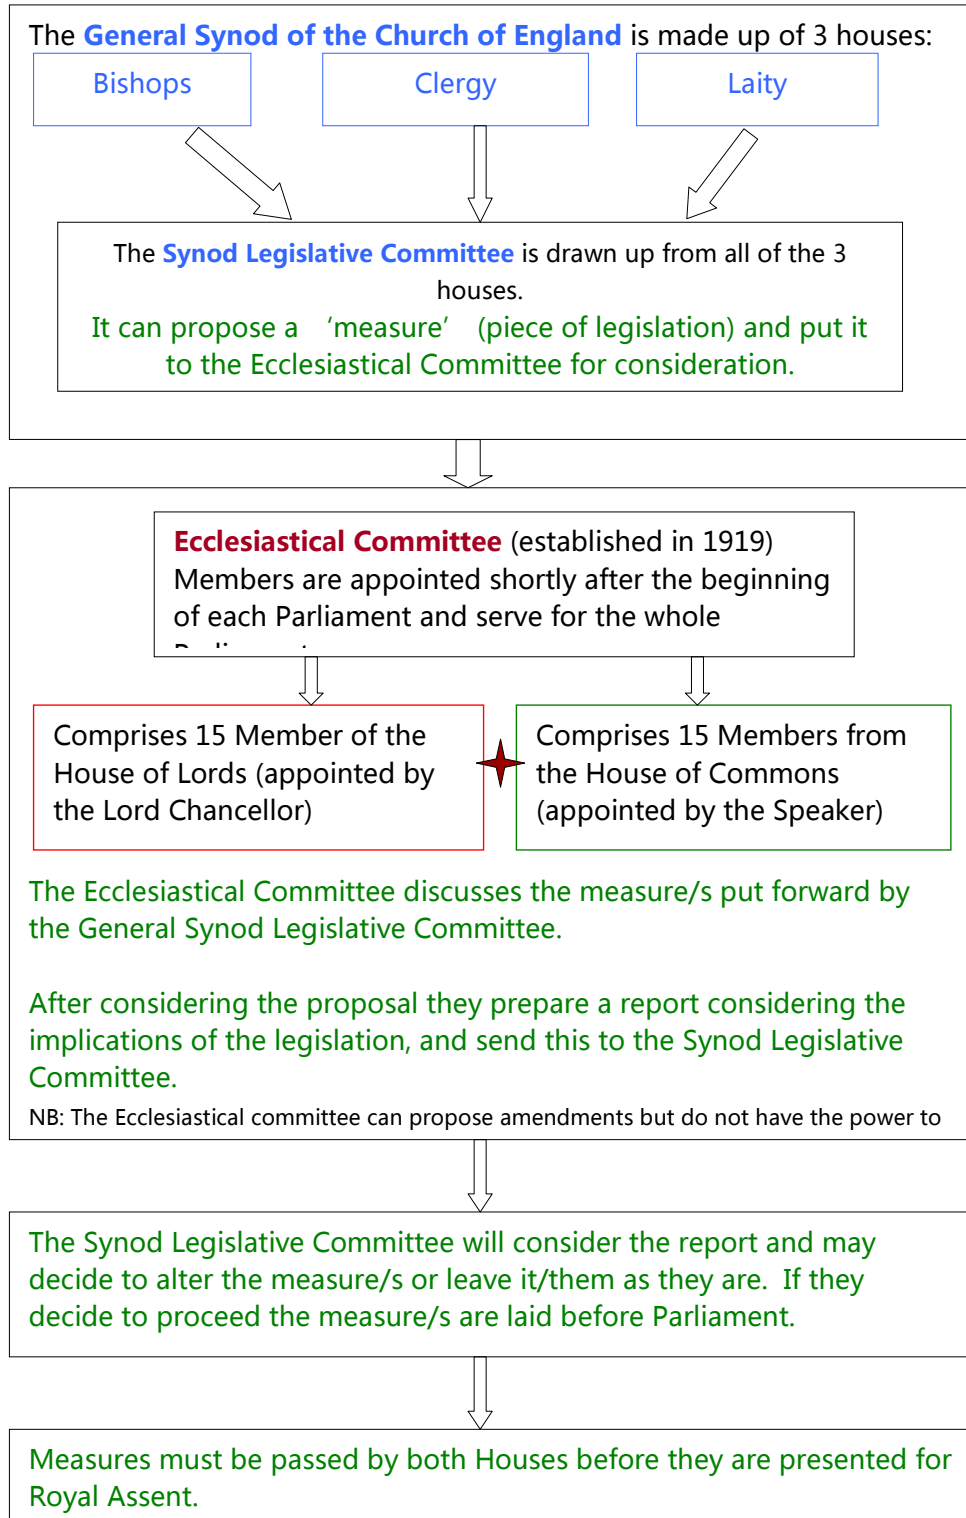 The General Synod of the Church of England is made up of 3 houses:
Bishops
Clergy
Laity
The Synod Legislative Committee is drawn up from all of the 3
houses.
It can propose a ‘measure’ (piece of legislation) and put it
to the Ecclesiastical Committee for consideration.
Ecclesiastical Committee (established in 1919)
Members are appointed shortly after the beginning
of each Parliament and serve for the whole
Comprises 15 Member of the
House of Lords (appointed by
the Lord Chancellor)
Comprises 15 Members from
the House of Commons
(appointed by the Speaker)
The Ecclesiastical Committee discusses the measure/s put forward by
the General Synod Legislative Committee.
After considering the proposal they prepare a report considering the
implications of the legislation, and send this to the Synod Legislative
Committee.
NB: The Ecclesiastical committee can propose amendments but do not have the power to
The Synod Legislative Committee will consider the report and may
decide to alter the measure/s or leave it/them as they are. If they
decide to proceed the measure/s are laid before Parliament.
Measures must be passed by both Houses before they are presented for
Royal Assent.